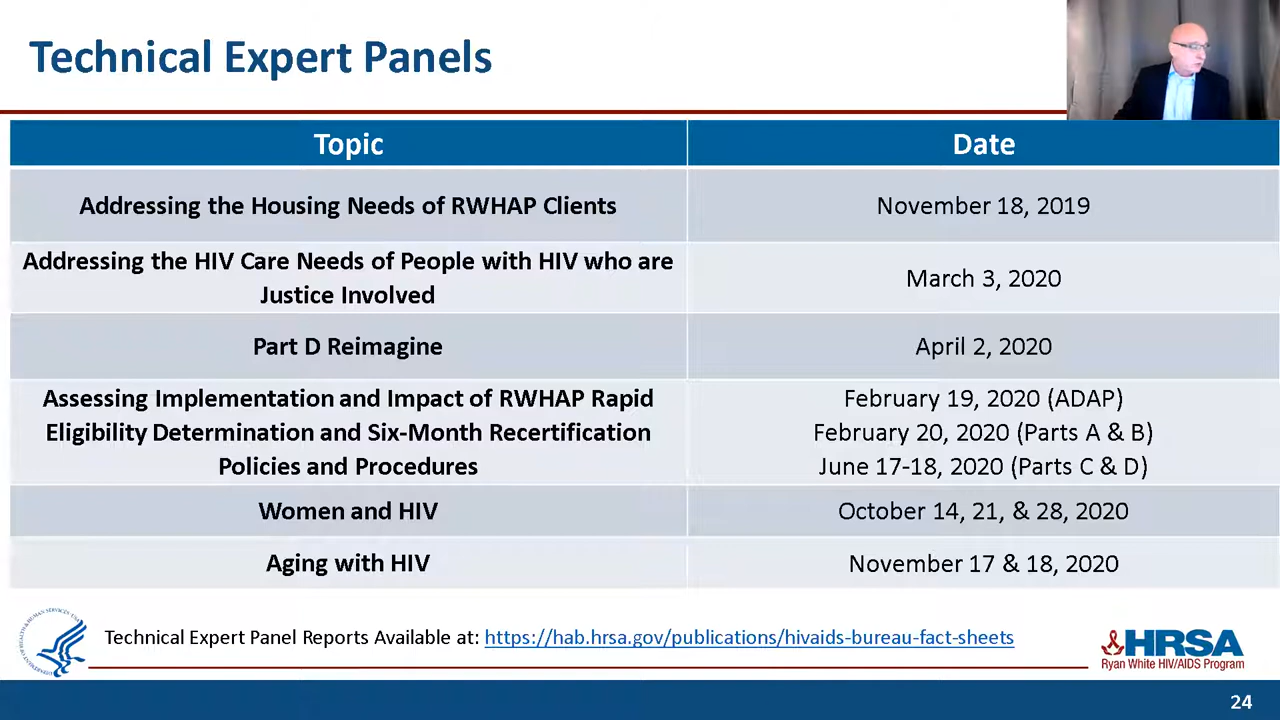 Technical Expert Panels
Topic
Date
Addressing the Housing Needs of RWHAP Clients
November 18, 2019
Addressing the HIV Care Needs of People with HIV who are
Justice Involved
March 3, 2020
Part D Reimagine
April 2, 2020
Assessing Implementation and Impact of RWHAP Rapid
Eligibility Determination and Six-Month Recertification
Policies and Procedures
February 19, 2020 (ADAP)
February 20, 2020 (Parts A & B)
June 17-18, 2020 (Parts C & D)
Women and HIV
October 14, 21, & 28, 2020
Aging with HIV
November 17 & 18, 2020
Technical Expert Panel Reports Available at: https://hab.hrsa.gov/publications/hivaids-bureau-fact-sheets
HRSA
Ryan White HIV/AIDS Program
24